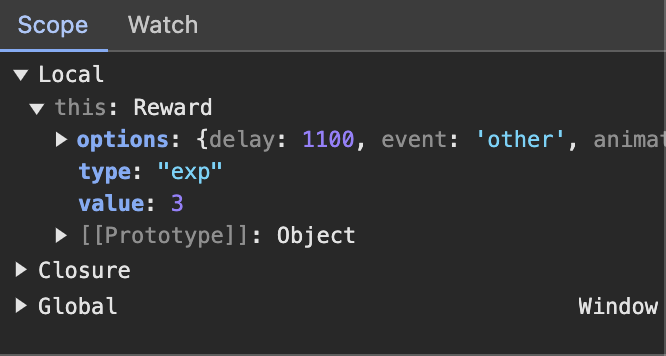 Scope Watch
Local
this: Reward
options: {delay: 1100, event: 'other', animat
type: "exp"
value: 3
[[Prototype]]: Object
Closure
Global Window